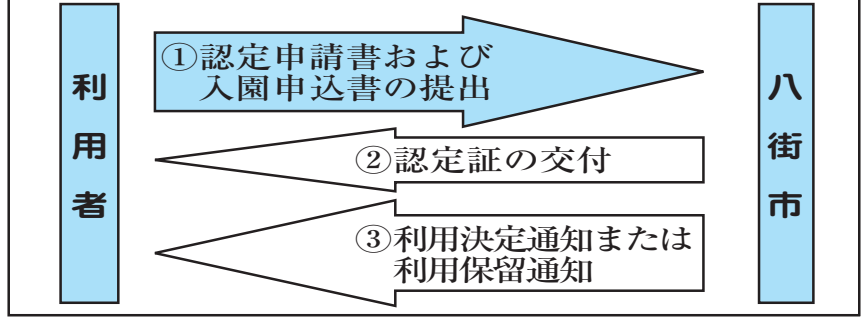 利用者
①認定申請書および
入園申込書の提出
②認定証の交付
③利用決定通知または
利用保留通知
八街市